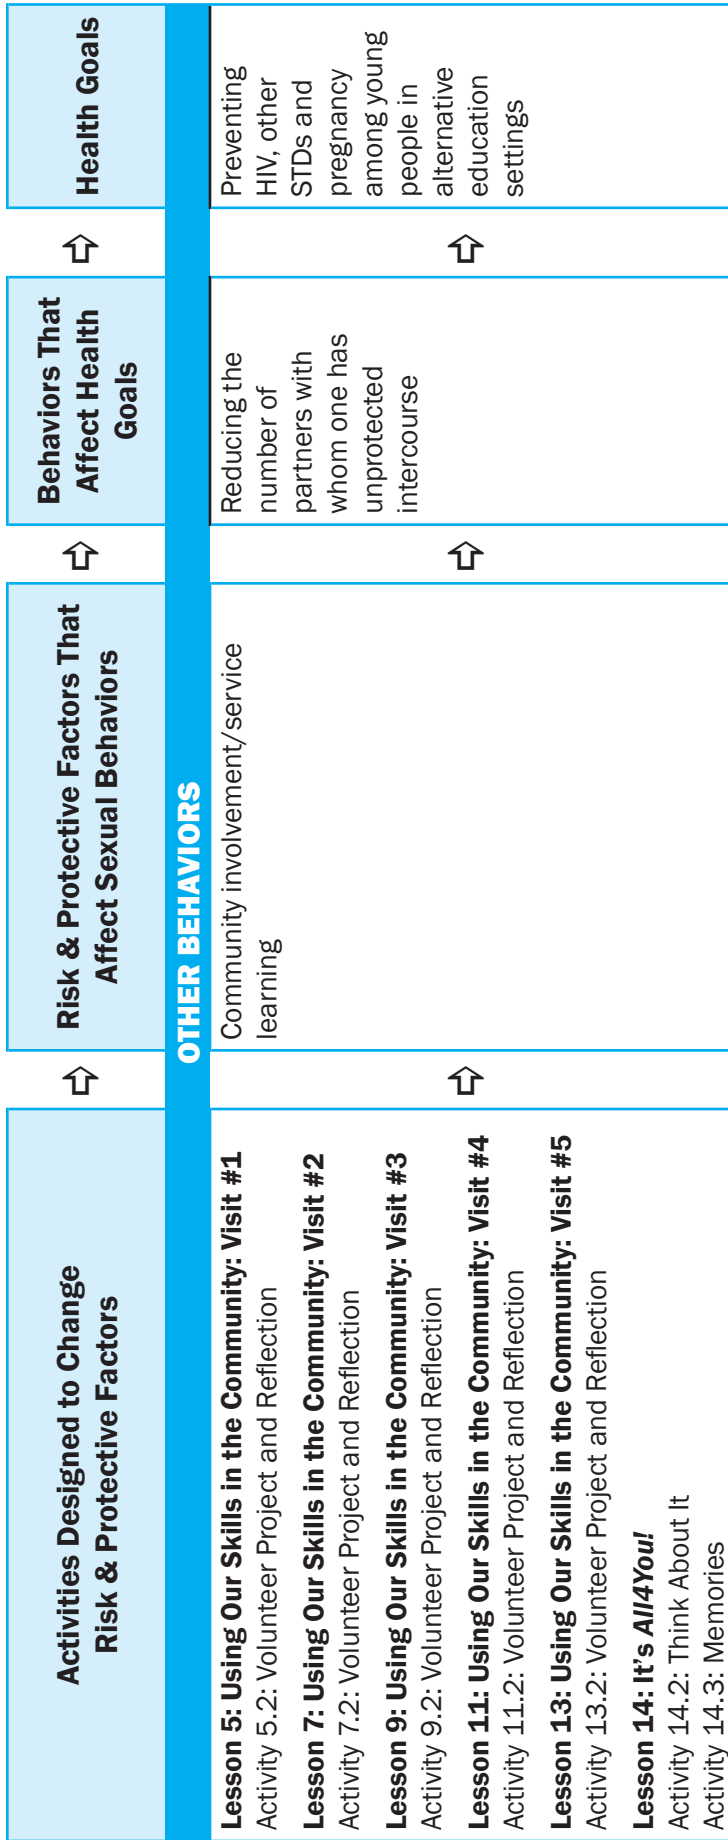 Activities Designed to Change
Risk & Protective Factors
Risk & Protective Factors That
Affect Sexual Behaviors
Behaviors That
Affect Health
Goals
Health Goals
OTHER BEHAVIORS
Lesson 5: Using Our Skills in the Community: Visit #1
Activity 5.2: Volunteer Project and Reflection
Lesson 7: Using Our Skills in the Community: Visit #2
Activity 7.2: Volunteer Project and Reflection
Lesson 9: Using Our Skills in the Community: Visit #3
Activity 9.2: Volunteer Project and Reflection
Lesson 11: Using Our Skills in the Community: Visit #4
Activity 11.2: Volunteer Project and Reflection
Lesson 13: Using Our Skills in the Community: Visit #5
Activity 13.2: Volunteer Project and Reflection
Lesson 14: It's All4You!
Activity 14.2: Think About It
Activity 14.3: Memories
Community involvement/service
learning
Reducing the
number of
partners with
whom one has
unprotected
intercourse
Preventing
HIV, other
STDs and
pregnancy
among young
people in
alternative
education
settings